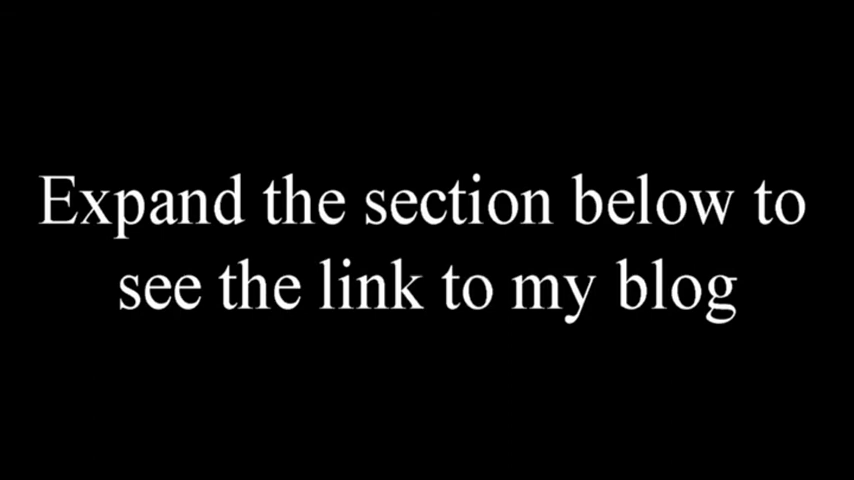 Expand the section below to
see the link to my blog